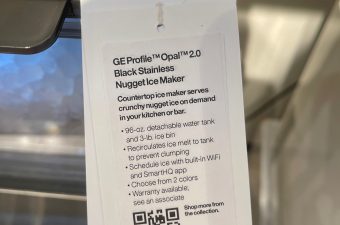 GE Profile™ Opal™ 2.0
Black Stainless
Nugget Ice Maker
Countertop ice maker serves
crunchy nugget ice on demand
in your kitchen or bar.
• 96-oz. detachable water tank
and 3-lb. ice bin
• Recirculates ice melt to tank
to prevent clumping
• Schedule ice with built-in WiFi
and SmartHQ app
• Choose from 2 colors
• Warranty available,
see an associate
Shop more from
the collection.